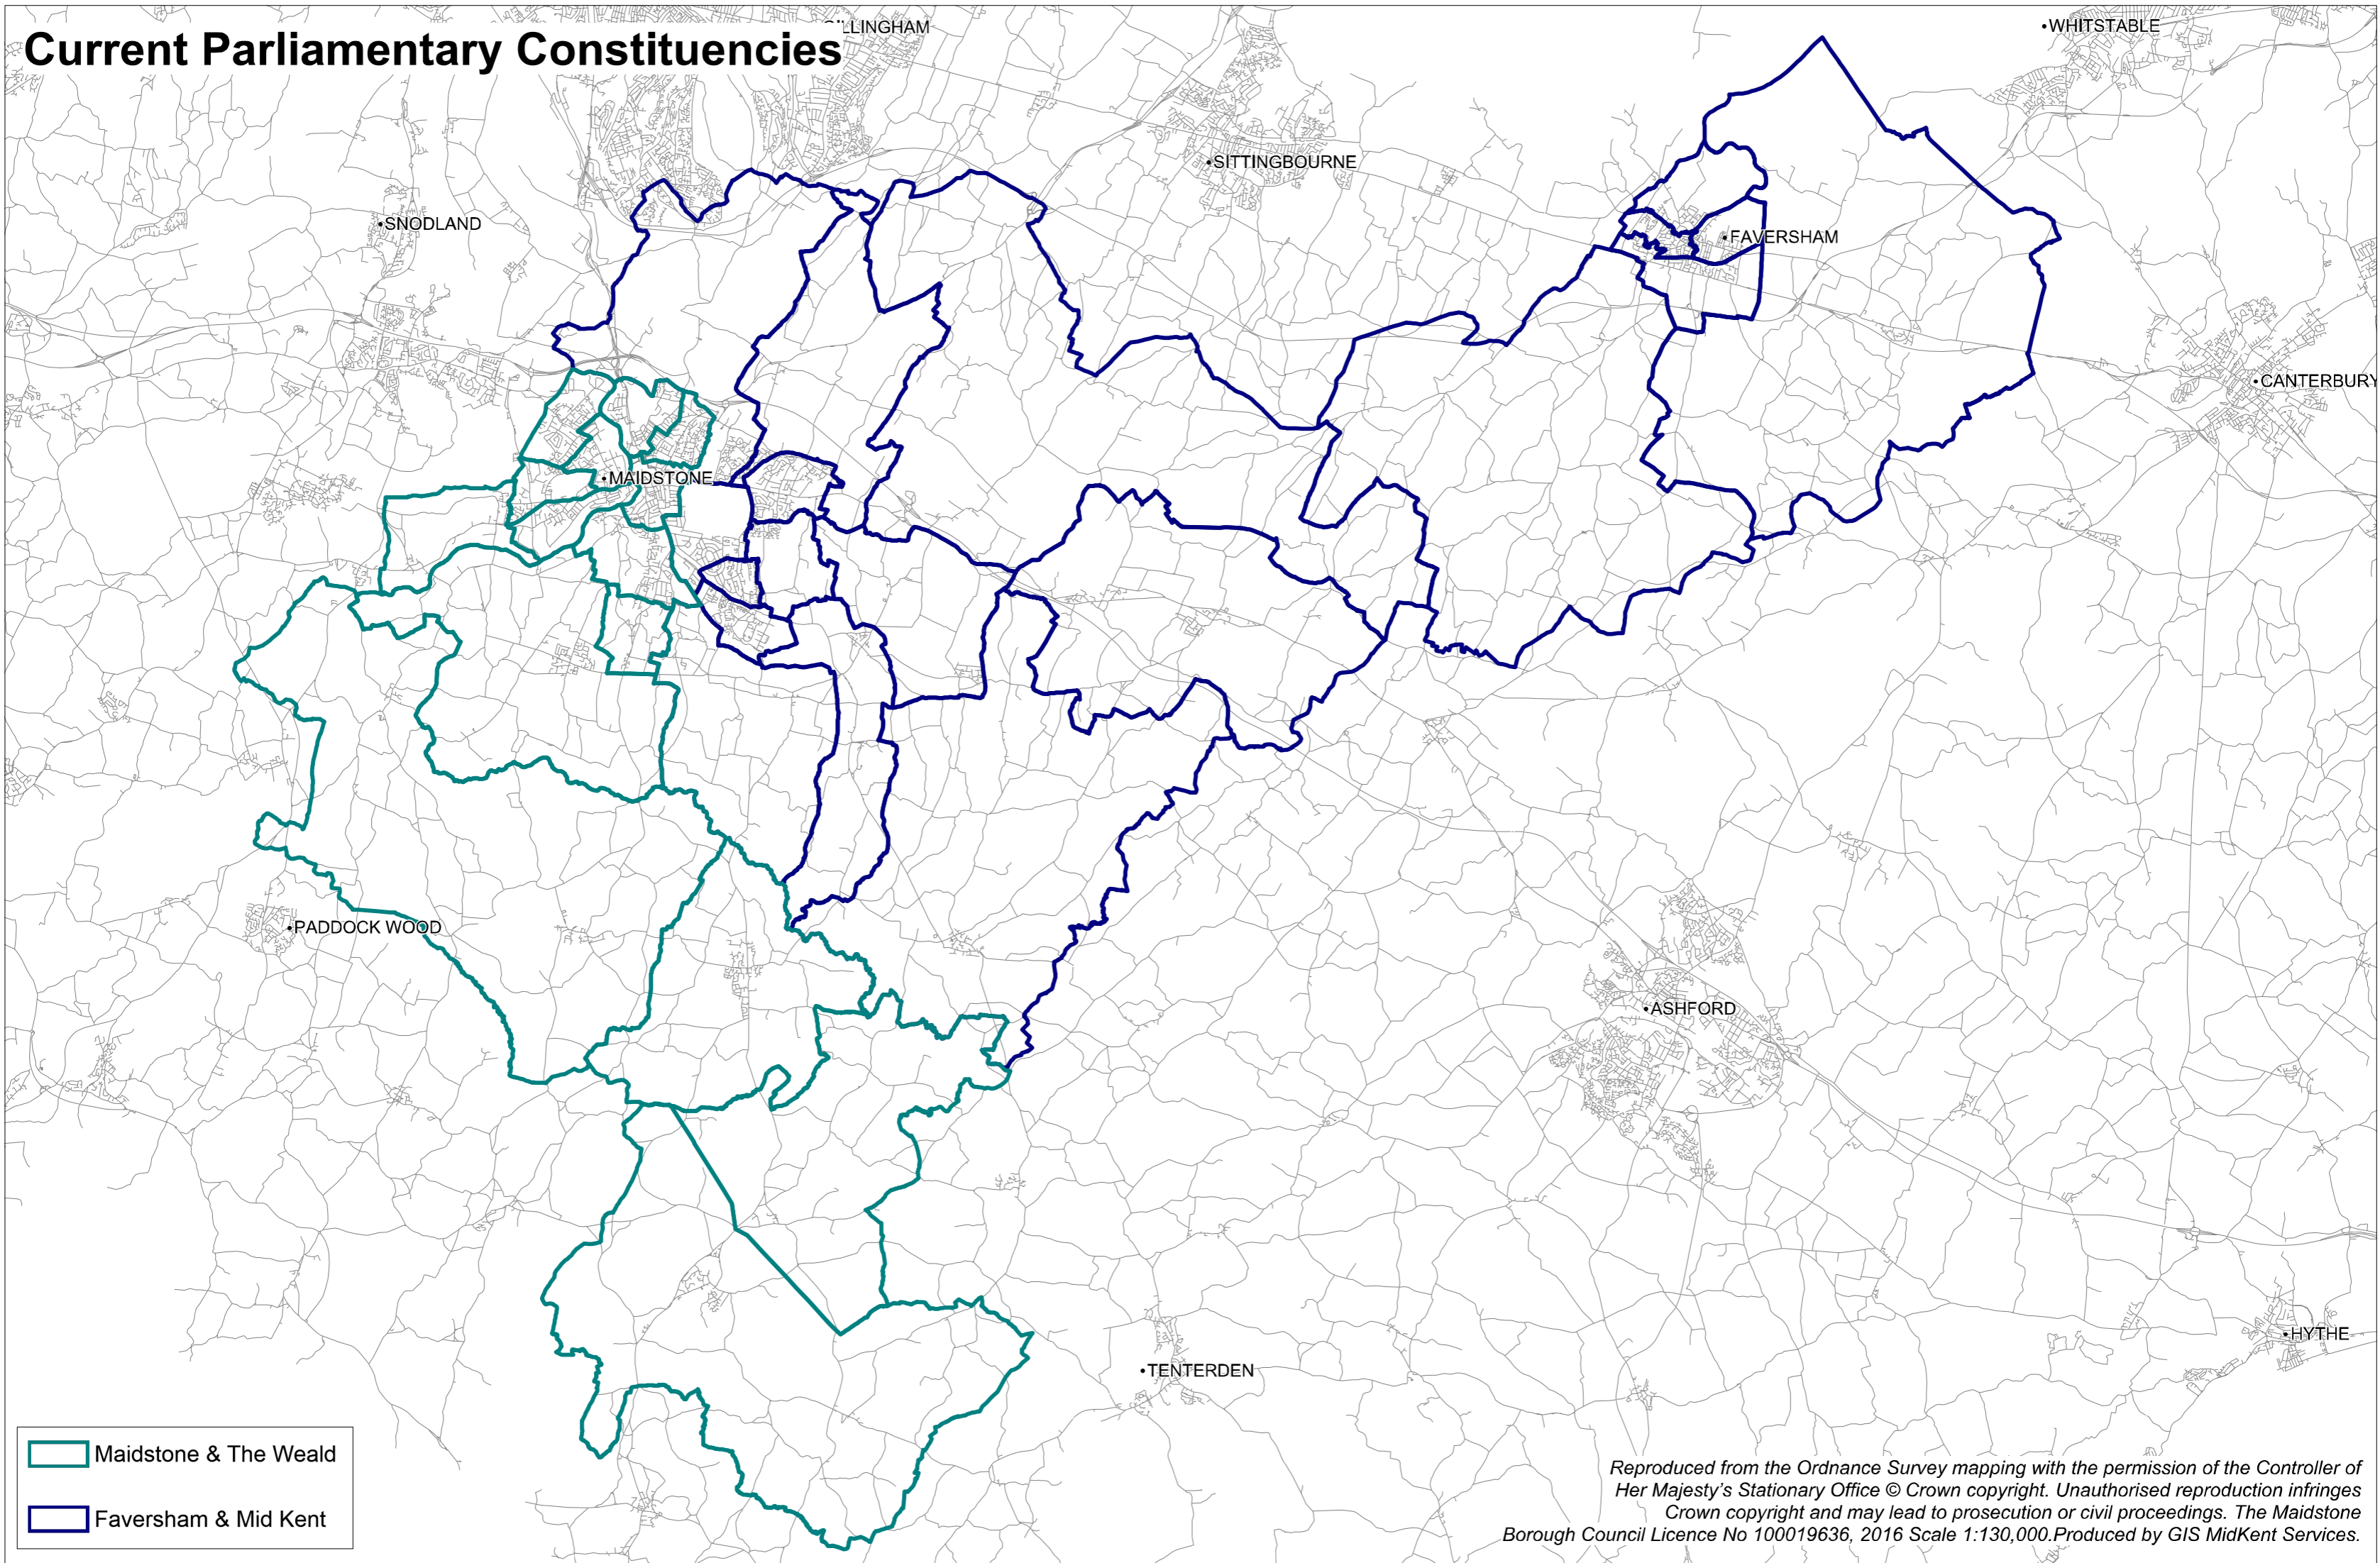 Current Parliamentary Constituencies
WHITSTABLE
SITTINGBOURNE
SNODLAND
FAVERSHAM
CANTERBURY
MAIDSTONE
PADDOCK WOOD
ASHFORD
HYTHE
TENTERDEN
Maidstone & The Weald
Faversham & Mid Kent
Reproduced from the Ordnance Survey mapping with the permission of the Controller of
Her Majesty's Stationary Office © Crown copyright. Unauthorised reproduction infringes
Crown copyright and may lead to prosecution or civil proceedings. The Maidstone
Borough Council Licence No 100019636, 2016 Scale 1:130,000.Produced by GIS MidKent Services.